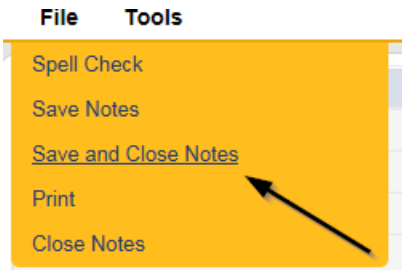 File Tools
Spell Check
Save Notes
Save and Close Notes
Print
Close Notes